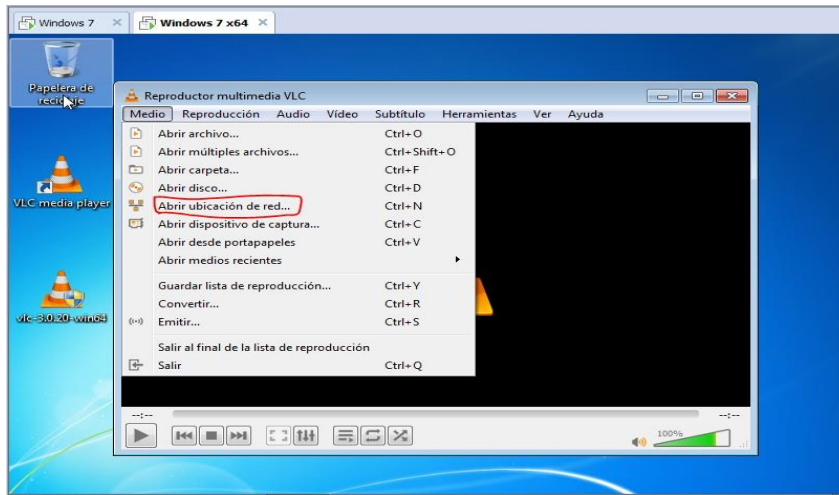 Windows 7
Windows 7 x64
Papelera de
reciclaje
VLC media player
vlc-3.0.20-win64
Reproductor multimedia VLC
Medio Reproducción Audio Vídeo Subtítulo Herramientas Ver Ayuda
Abrir archivo... Ctrl+O
Abrir múltiples archivos... Ctrl+Shift+O
Abrir carpeta... Ctrl+F
Abrir disco... Ctrl+D
Abrir ubicación de red... Ctrl+N
Abrir dispositivo de captura... Ctrl+C
Abrir desde portapapeles Ctrl+V
Abrir medios recientes
Guardar lista de reproducción... Ctrl+Y
Convertir... Ctrl+R
Emitir... Ctrl+S
Salir al final de la lista de reproducción
Salir Ctrl+Q
--:-- --:--
100%